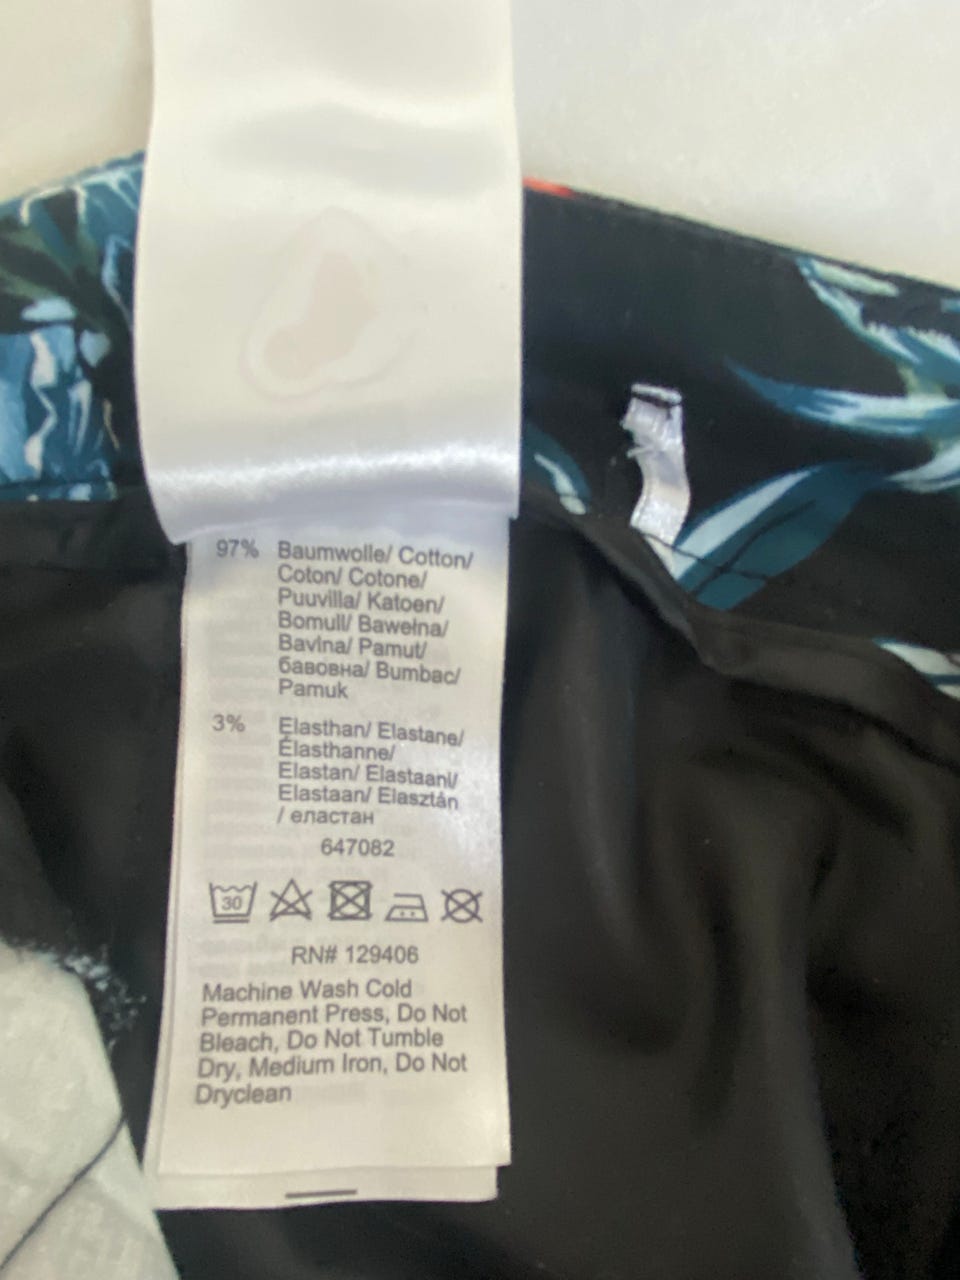 97% Baumwolle/ Cotton/
Coton/ Cotone/
Puuvilla/ Katoen/
Bomull/ Bawełna/
Bavlna/ Pamut/
бавовна/ Bumbac/
Pamuk
3% Elasthan/ Elastane/
Élasthanne/
Elastan/ Elastaani/
Elastaan/ Elasztán
/ еластан
647082
30
RN# 129406
Machine Wash Cold
Permanent Press, Do Not
Bleach, Do Not Tumble
Dry, Medium Iron, Do Not
Dryclean